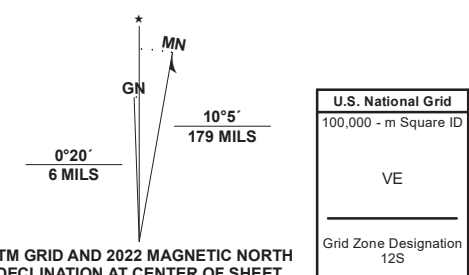 ★
MN
GN
10°5´
179 MILS
0°20´
6 MILS
TM GRID AND 2022 MAGNETIC NORTH
DECLINATION AT CENTER OF SHEET
U.S. National Grid
100,000 - m Square ID
VE
Grid Zone Designation
12S